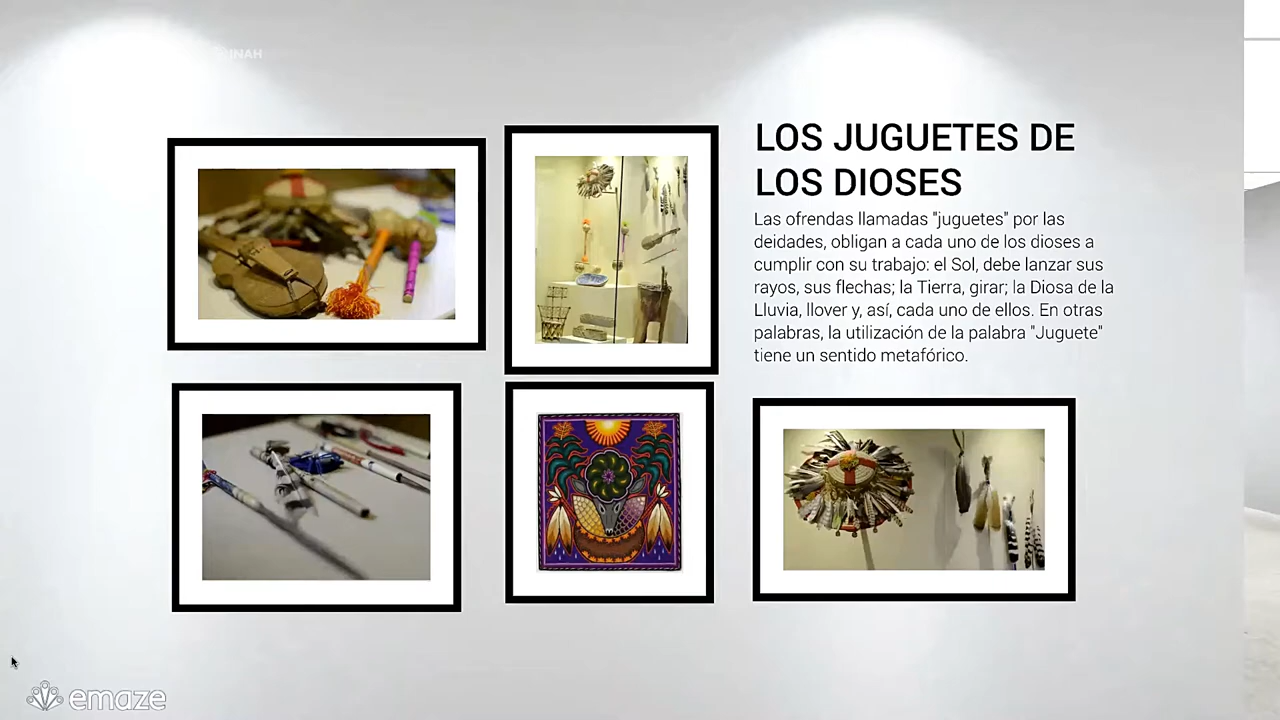 INAH
LOS JUGUETES DE
LOS DIOSES
Las ofrendas llamadas "juguetes" por las
deidades, obligan a cada uno de los dioses a
cumplir con su trabajo: el Sol, debe lanzar sus
rayos, sus flechas; la Tierra, girar; la Diosa de la
Lluvia, llover y, así, cada uno de ellos. En otras
palabras, la utilización de la palabra "Juguete"
tiene un sentido metafórico.
emaze